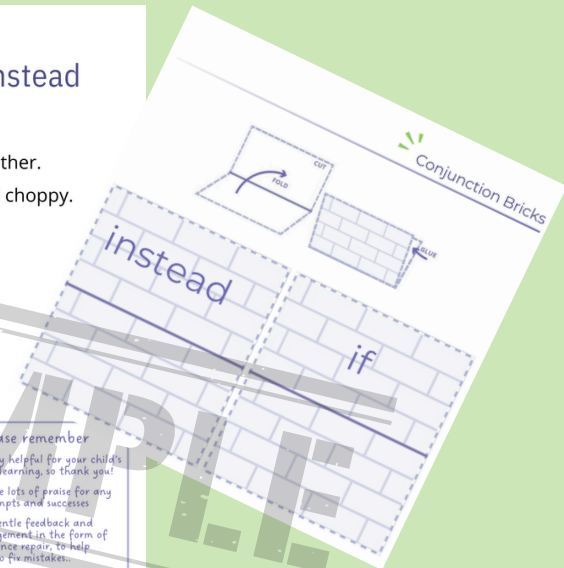 nstead
ther.
choppy.
ase remember
y helpful for your child's
learning, so thank you!
e lots of praise for any
mpts and successes
entle feedback and
gement in the form of
nce repair, to help
o fix mistakes..
Conjunction Bricks
CUT
FOLD
GLUE
instead
if
MPLE